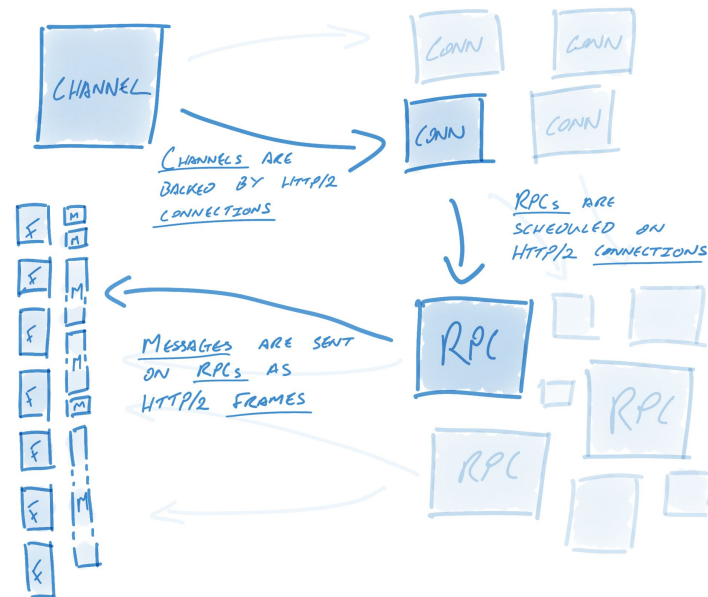 CHANNEL
CONN
CONN
CONN
CONN
CHANNELS ARE
BACKED BY HTTP/2
CONNECTIONS
RPCs ARE
SCHEDULED ON
HTTP/2 CONNECTIONS
F
F
F
F
F
F
F
M
M
M
M
M
M
MESSAGES ARE SENT
ON RPCs AS
HTTP/2 FRAMES
RPC
RPC
RPC